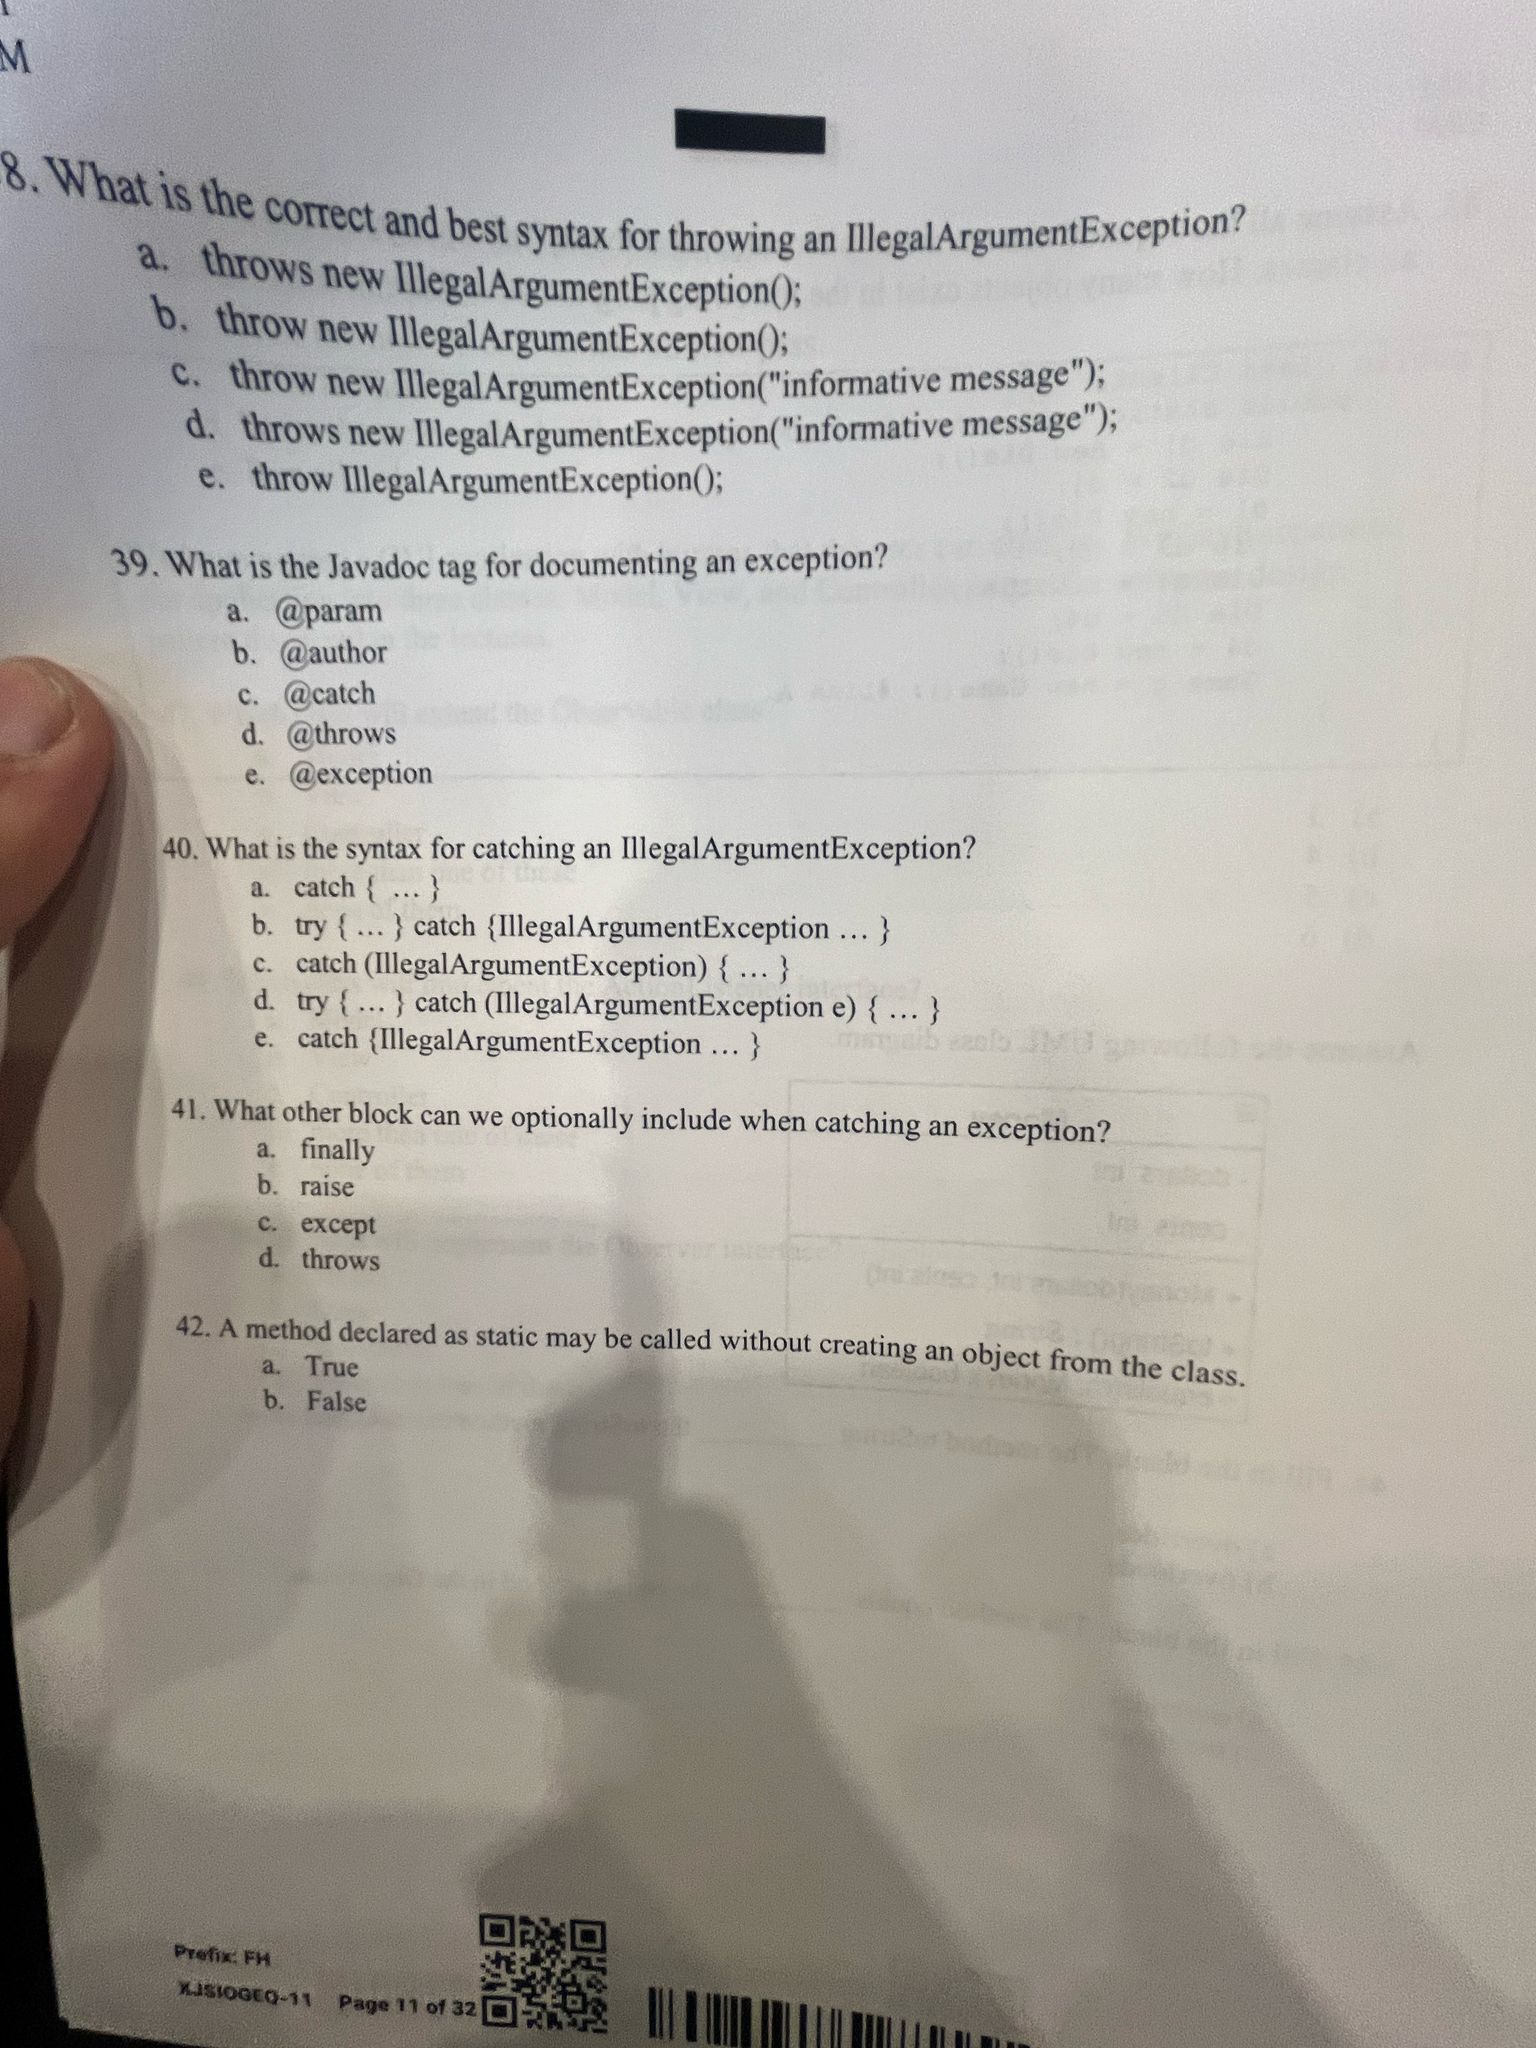 M
8. What is the correct and best syntax for throwing an IllegalArgumentException?
a. throws new IllegalArgumentException();
b. throw new IllegalArgumentException();
c. throw new IllegalArgumentException("informative message");
d. throws new IllegalArgumentException("informative message");
e. throw IllegalArgumentException();
39. What is the Javadoc tag for documenting an exception?
a. @param
b. @author
c. @catch
d. @throws
e. @exception
40. What is the syntax for catching an IllegalArgumentException?
a. catch { ... }
b. try { ... } catch {IllegalArgumentException ... }
c. catch (IllegalArgumentException) { ... }
d. try { ... } catch (IllegalArgumentException e) { ... }
e. catch {IllegalArgumentException ... }
41. What other block can we optionally include when catching an exception?
a. finally
b. raise
c. except
d. throws
42. A method declared as static may be called without creating an object from the class.
a. True
b. False
Prefix: FH
XJSIOGEQ-11 Page 11 of 32